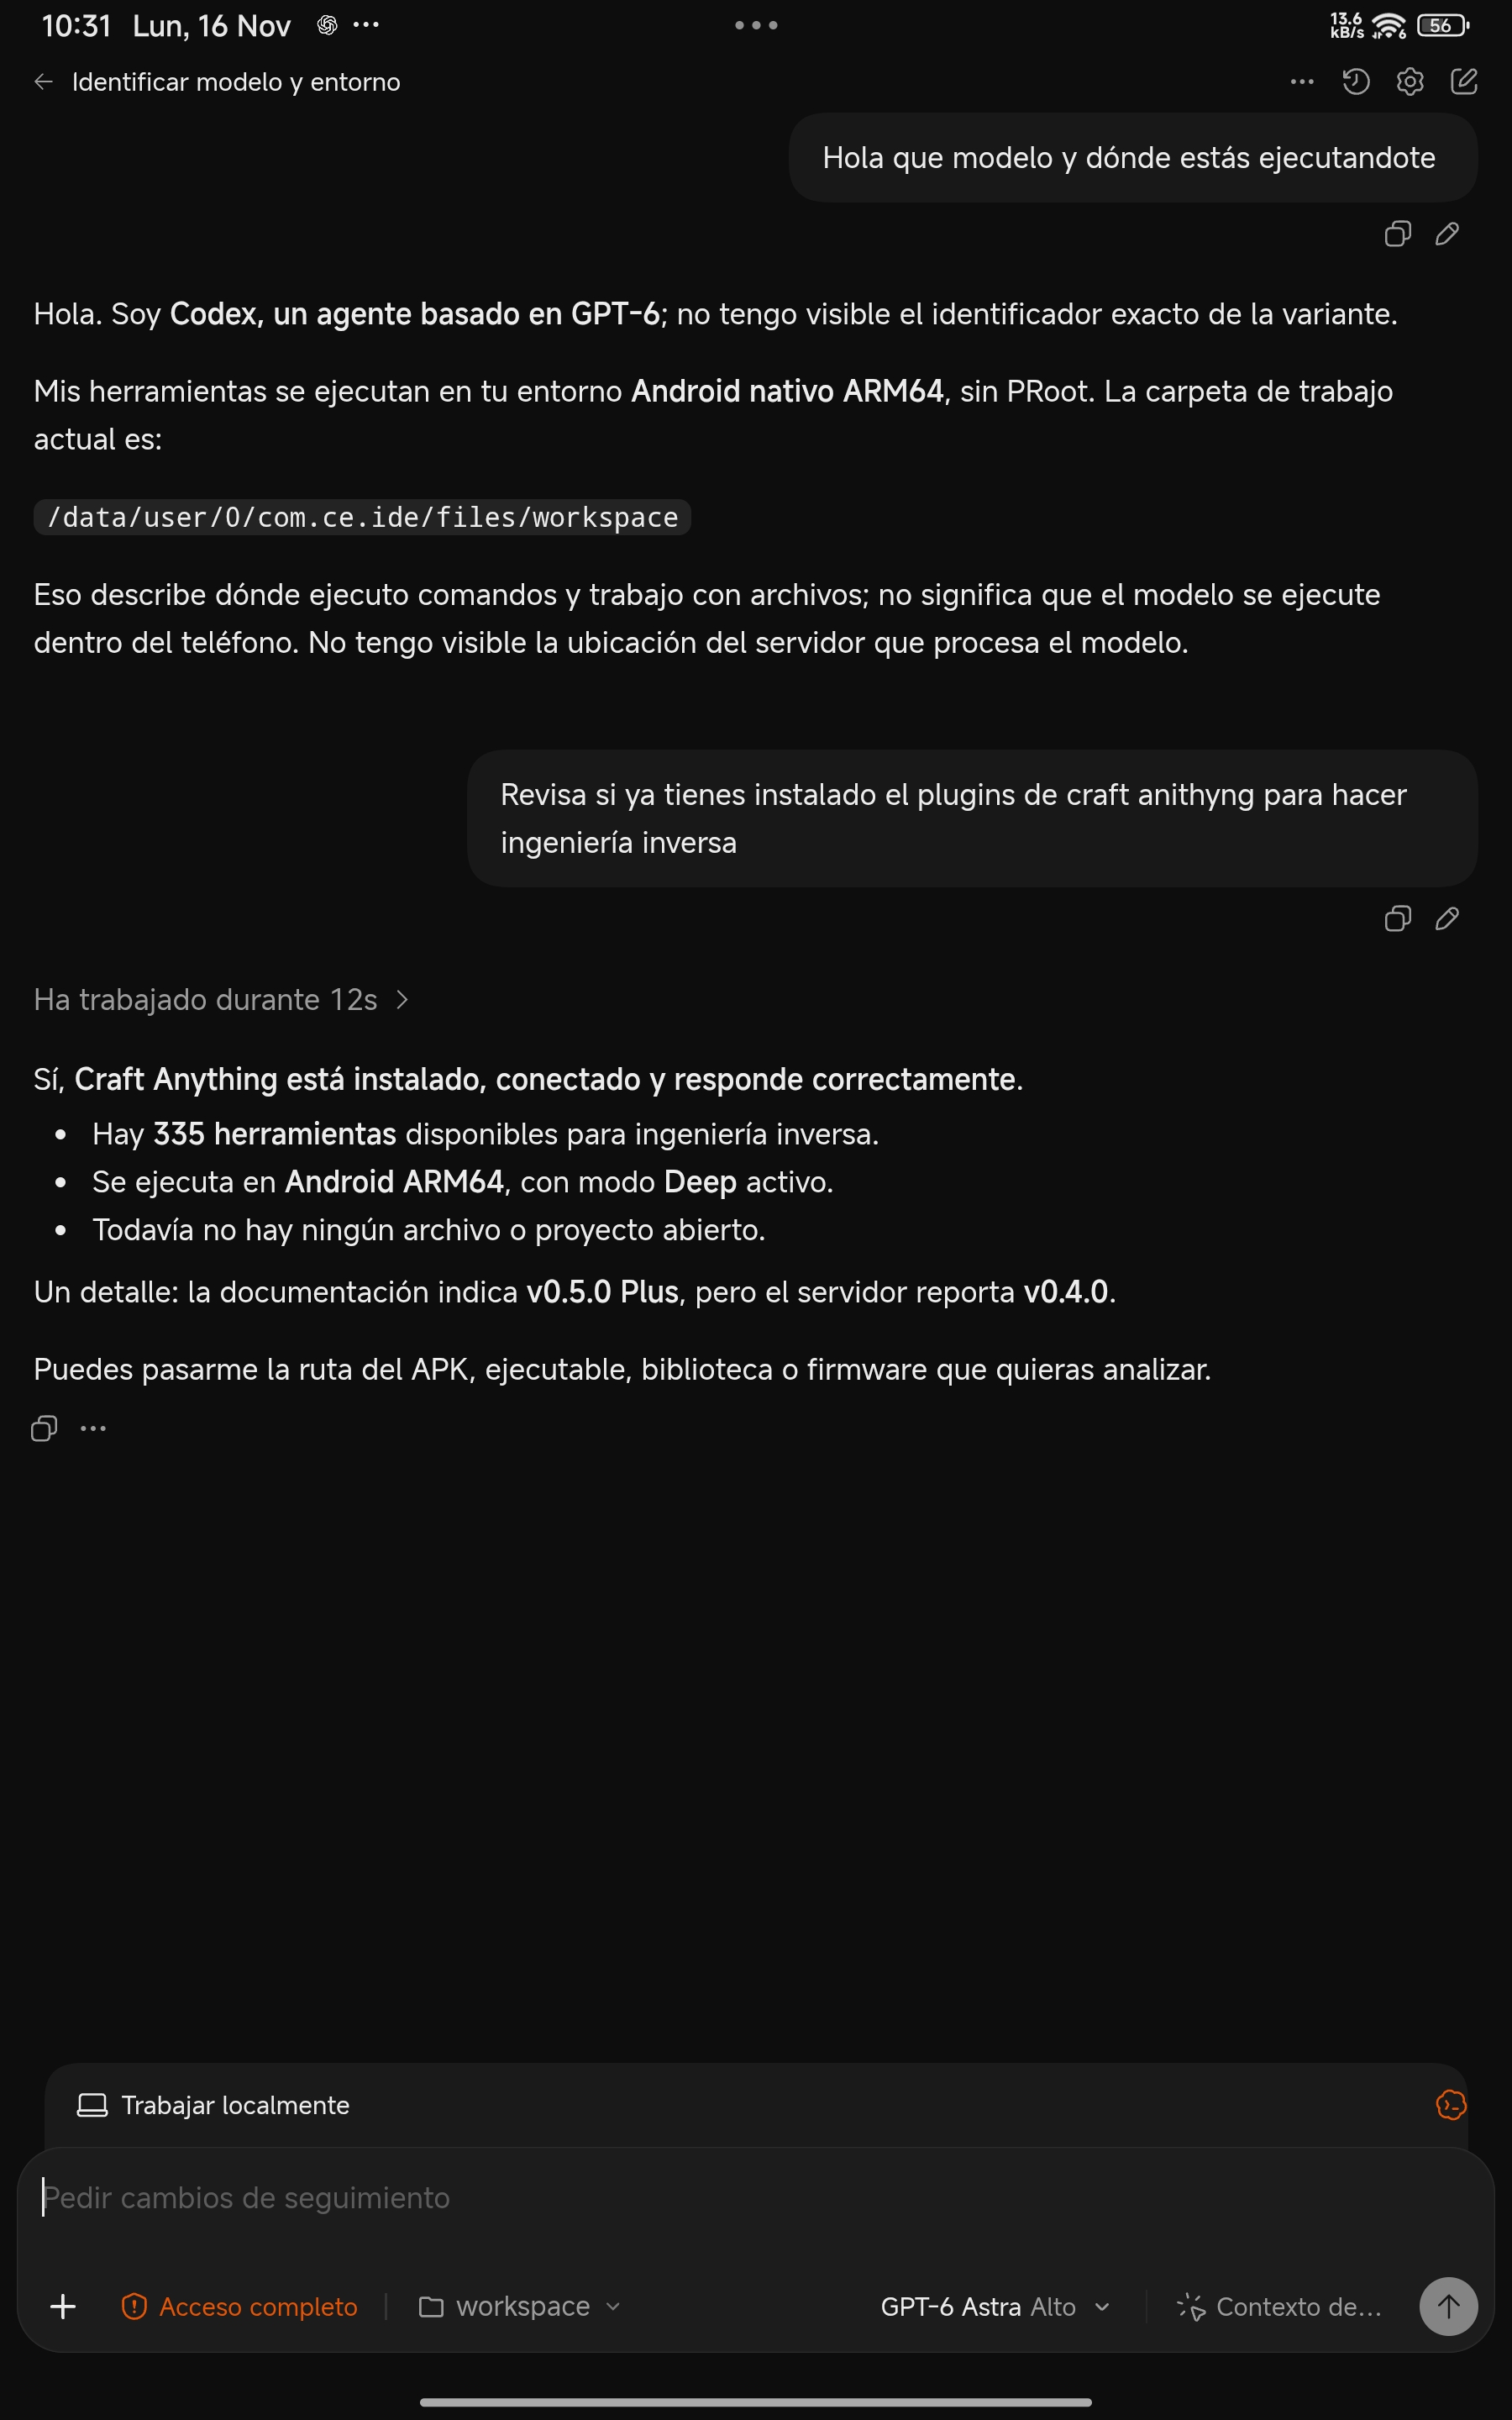 10:31 Lun, 16 Nov
13.6
kB/s
6
56
Identificar modelo y entorno
Hola que modelo y dónde estás ejecutandote
Hola. Soy Codex, un agente basado en GPT-6; no tengo visible el identificador exacto de la variante.
Mis herramientas se ejecutan en tu entorno Android nativo ARM64, sin PRoot. La carpeta de trabajo
actual es:
/data/user/0/com.ce.ide/files/workspace
Eso describe dónde ejecuto comandos y trabajo con archivos; no significa que el modelo se ejecute
dentro del teléfono. No tengo visible la ubicación del servidor que procesa el modelo.
Revisa si ya tienes instalado el plugins de craft anithyng para hacer
ingeniería inversa
Ha trabajado durante 12s
Sí, Craft Anything está instalado, conectado y responde correctamente.
Hay 335 herramientas disponibles para ingeniería inversa.
Se ejecuta en Android ARM64, con modo Deep activo.
Todavía no hay ningún archivo o proyecto abierto.
Un detalle: la documentación indica v0.5.0 Plus, pero el servidor reporta v0.4.0.
Puedes pasarme la ruta del APK, ejecutable, biblioteca o firmware que quieras analizar.
Trabajar localmente
Pedir cambios de seguimiento
Acceso completo
workspace
GPT-6 Astra Alto
Contexto de...